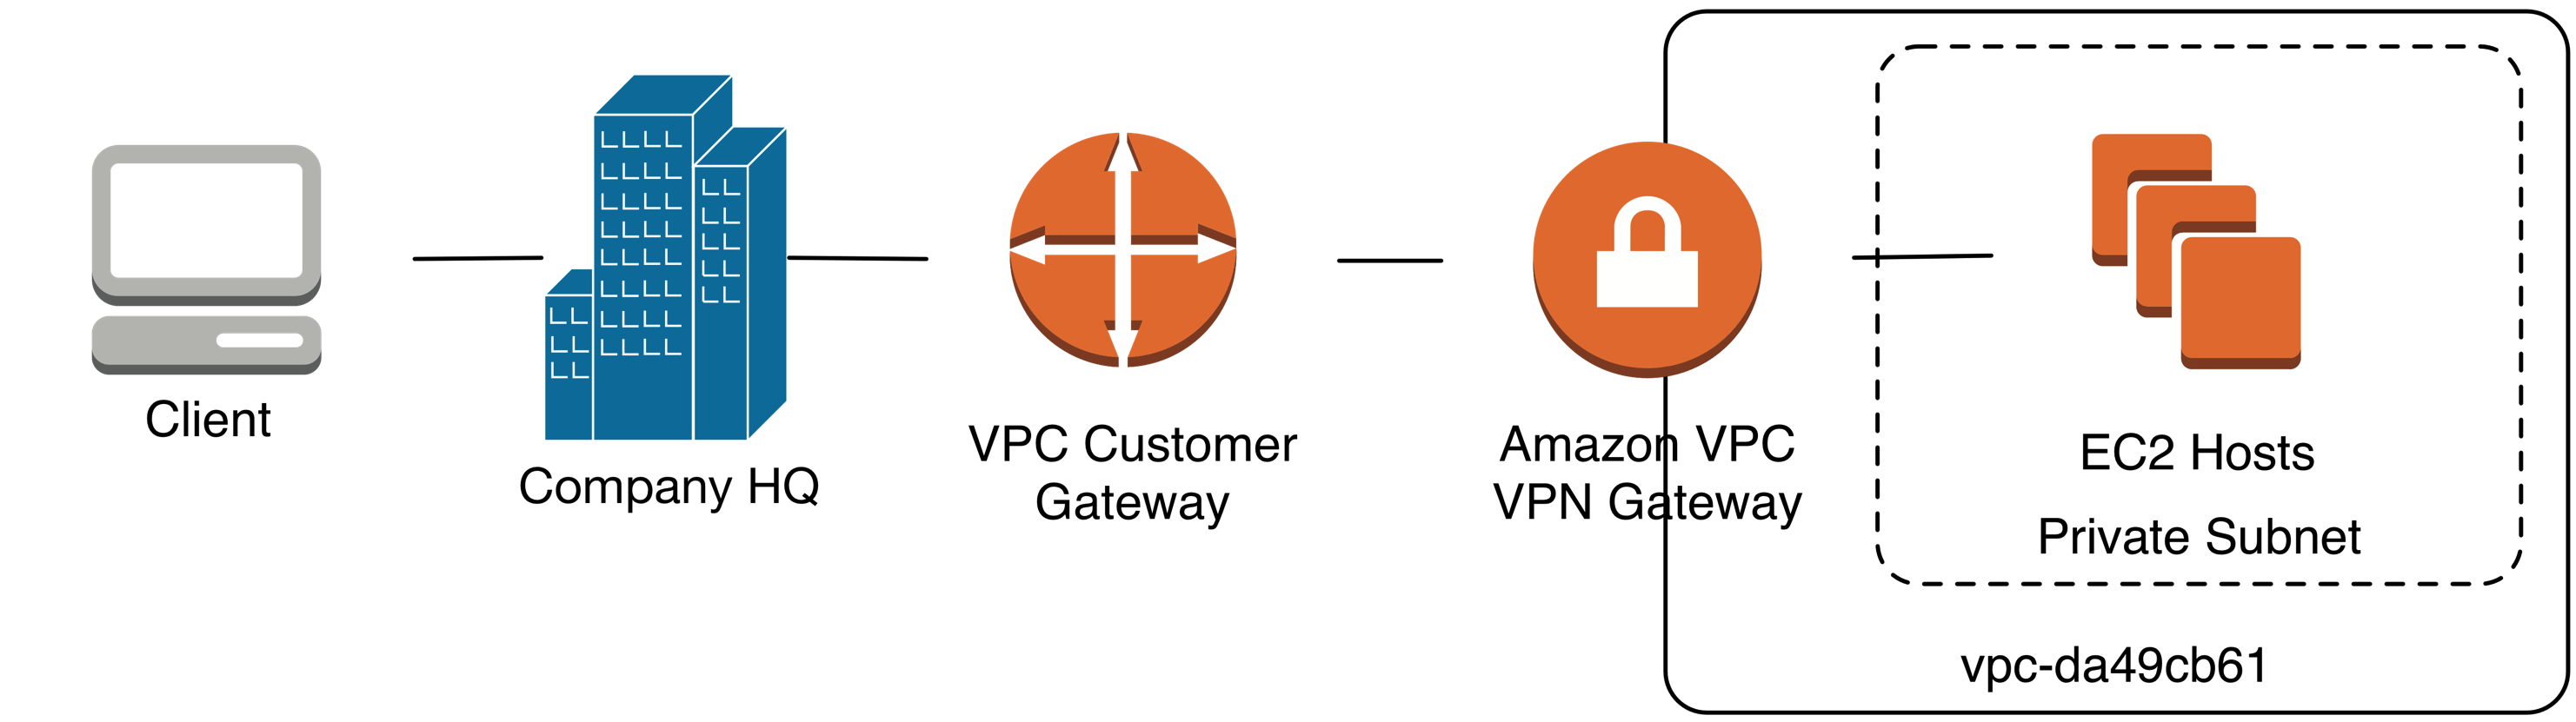 Client
Company HQ
VPC Customer
Gateway
Amazon VPC
VPN Gateway
EC2 Hosts
Private Subnet
vpc-da49cb61